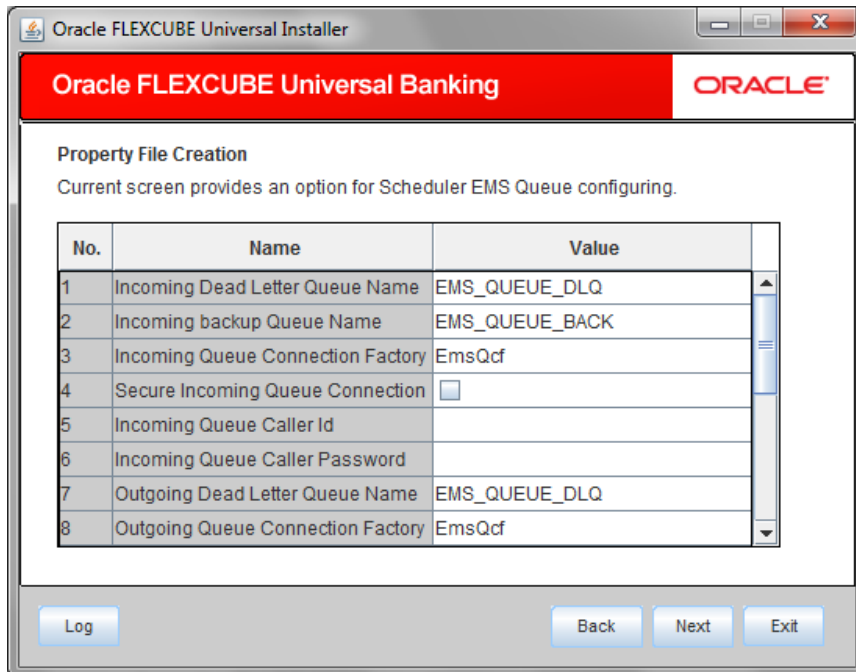 Oracle FLEXCUBE Universal Installer
Oracle FLEXCUBE Universal Banking
ORACLE®
Property File Creation
Current screen provides an option for Scheduler EMS Queue configuring.
No. Name Value
1 Incoming Dead Letter Queue Name EMS_QUEUE_DLQ
2 Incoming backup Queue Name EMS_QUEUE_BACK
3 Incoming Queue Connection Factory EmsQcf
4 Secure Incoming Queue Connection
5 Incoming Queue Caller Id
6 Incoming Queue Caller Password
7 Outgoing Dead Letter Queue Name EMS_QUEUE_DLQ
8 Outgoing Queue Connection Factory EmsQcf
Log Back Next Exit